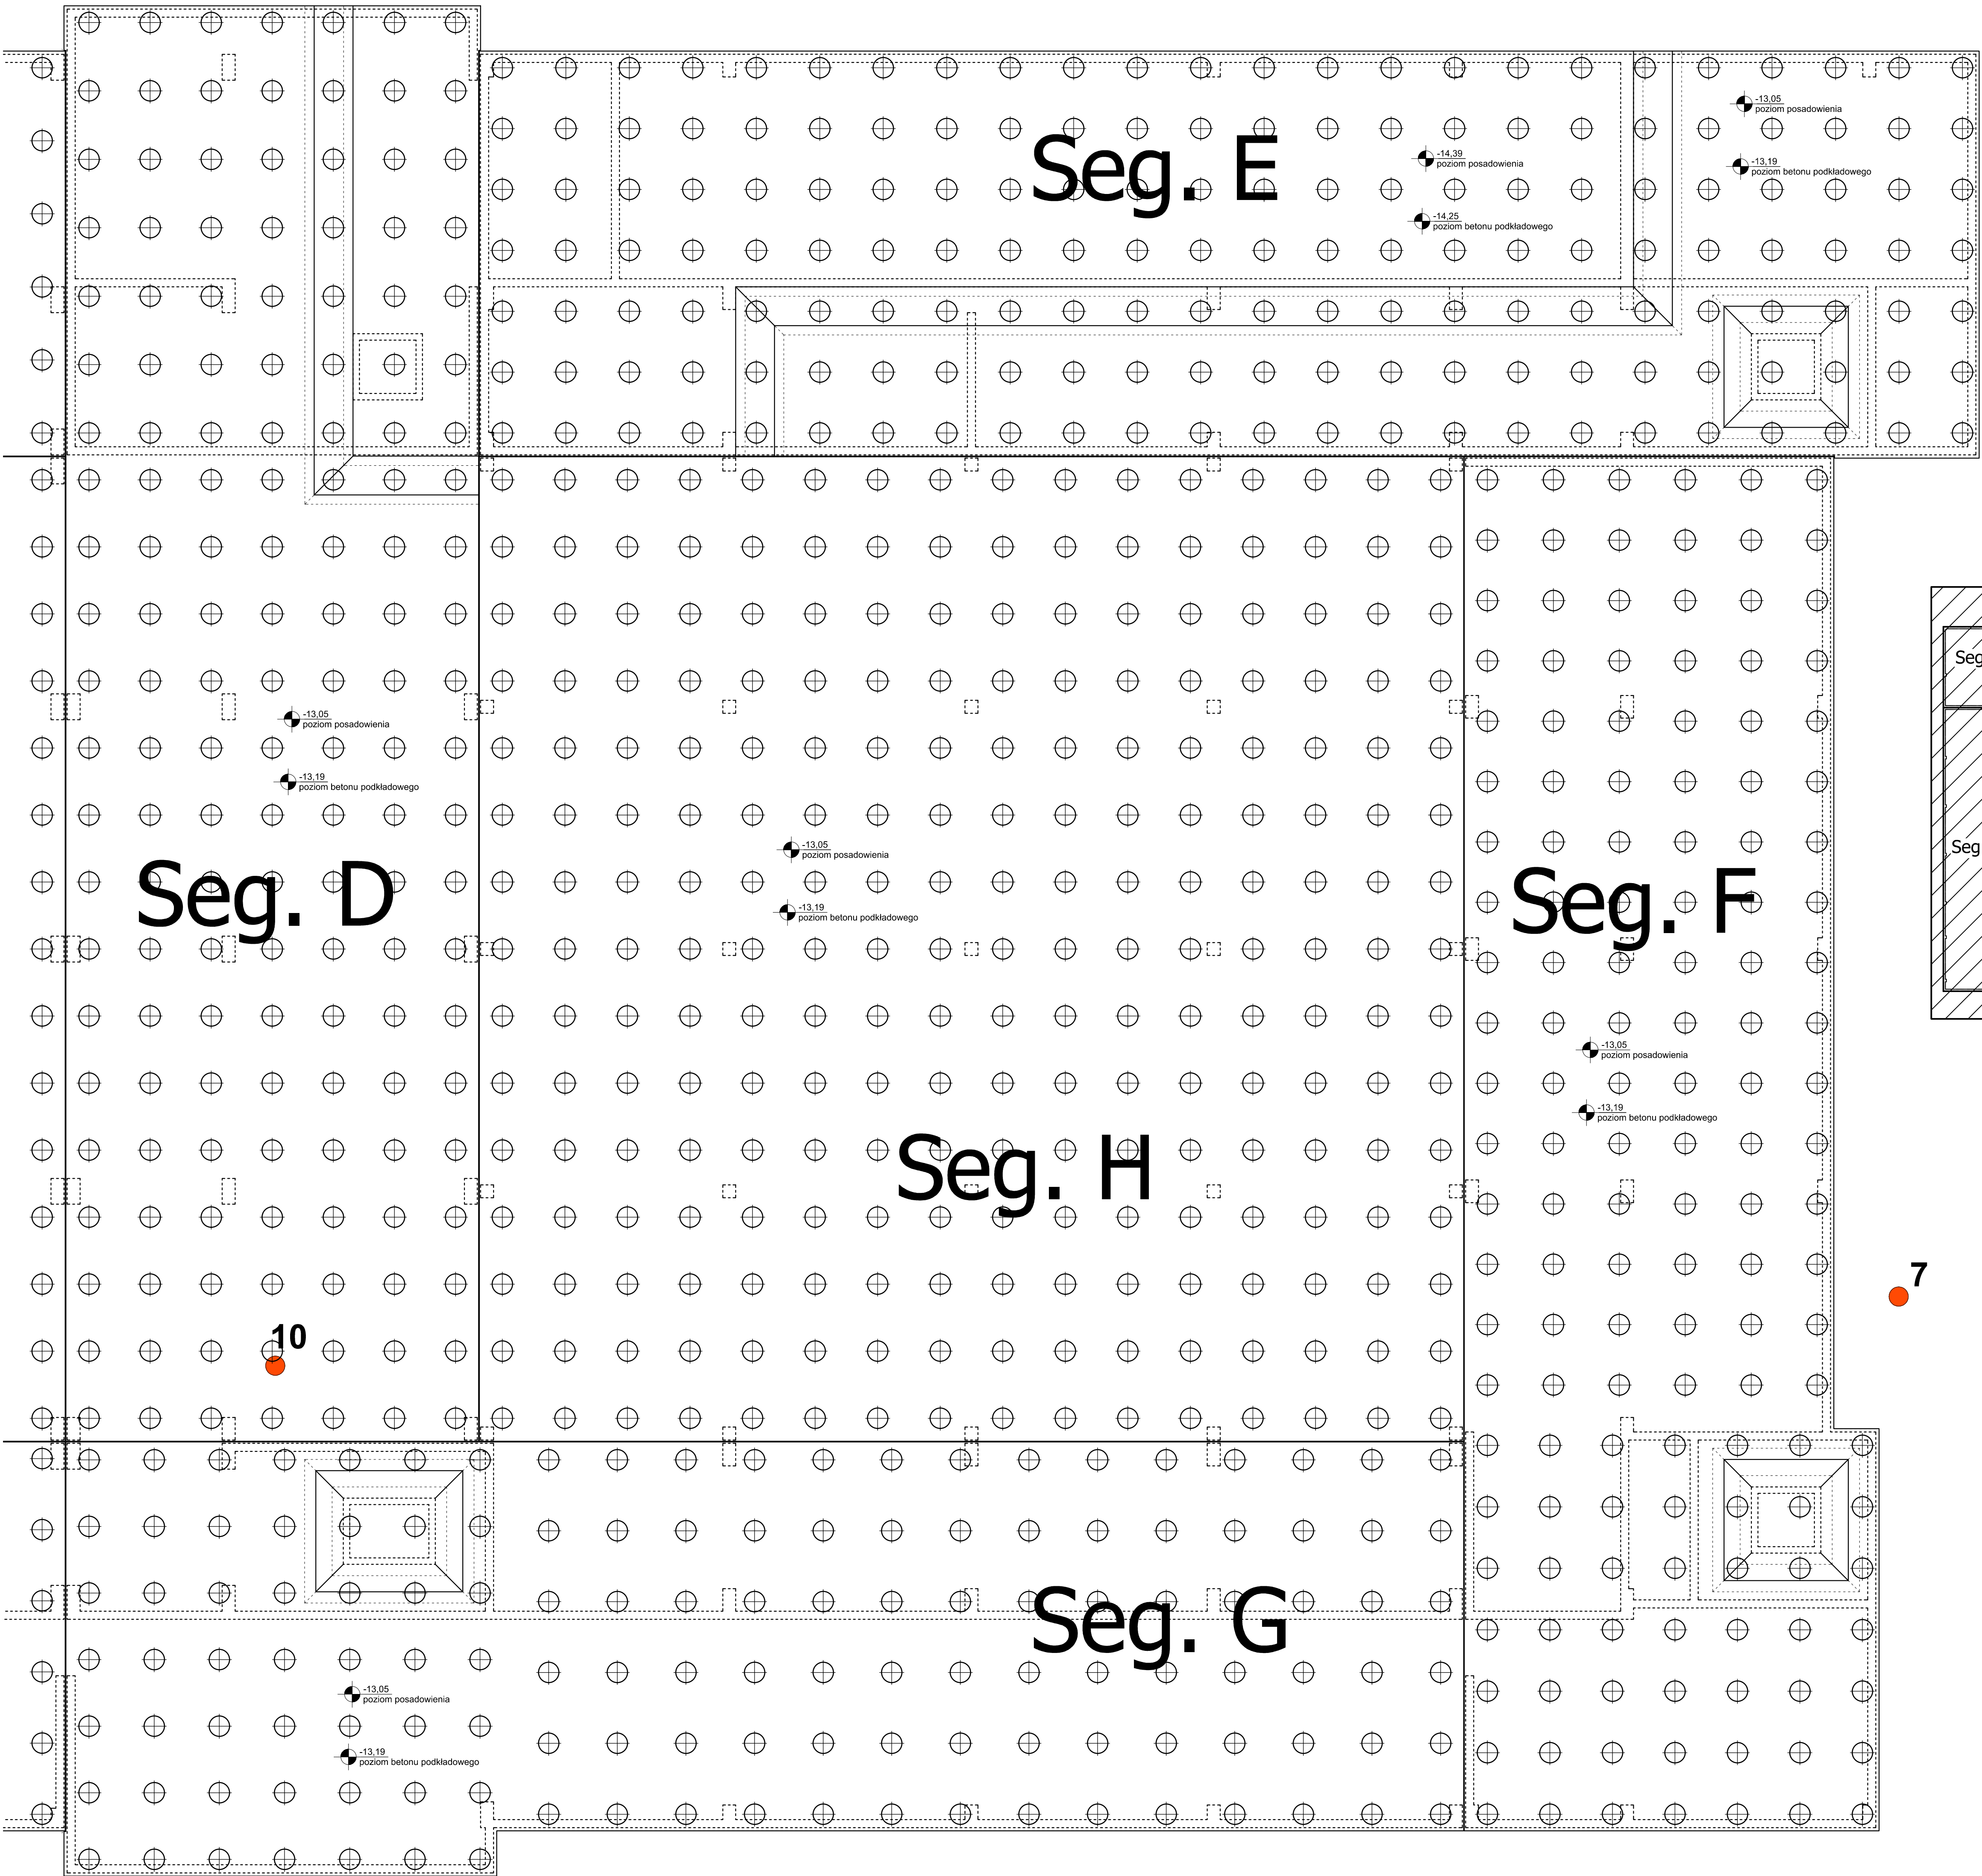 -13,05
poziom posadowienia
Seg. E
-14,39
poziom posadowienia
-13,19
poziom betonu podkładowego
-14,25
poziom betonu podkładowego
Seg
-13,05
poziom posadowienia
-13,19
poziom betonu podkładowego
Seg
-13,05
poziom posadowienia
Seg. D
-13,19
poziom betonu podkładowego
Seg. F
-13,05
poziom posadowienia
-13,19
poziom betonu podkładowego
Seg. H
7
10
Seg. G
-13,05
poziom posadowienia
-13,19
poziom betonu podkładowego